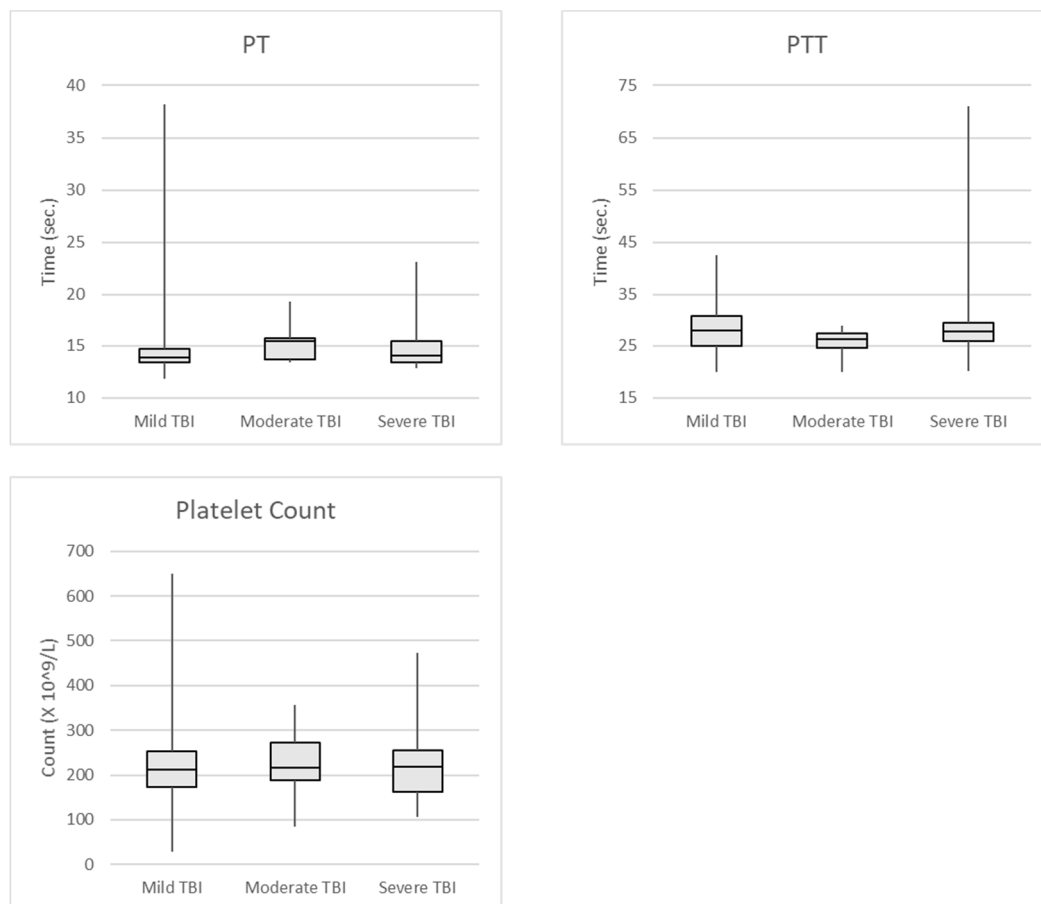 PT
40
35
30
25
20
15
10
Time (sec.)
Mild TBI Moderate TBI Severe TBI
PTT
75
65
55
45
35
25
15
Time (sec.)
Mild TBI Moderate TBI Severe TBI
Platelet Count
700
600
500
400
300
200
100
0
Count (X 10^9/L)
Mild TBI Moderate TBI Severe TBI